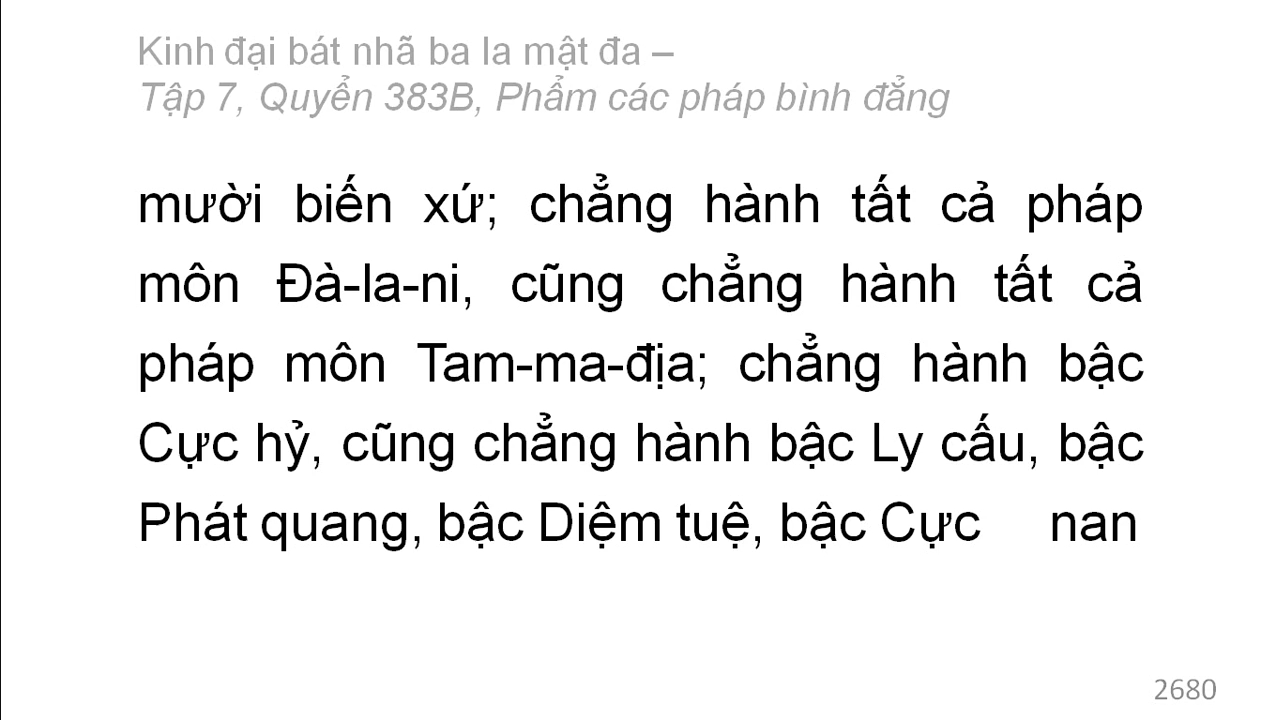 Kinh đại bát nhã ba la mật đa –
Tập 7, Quyển 383B, Phẩm các pháp bình đẳng
mười biến xứ; chẳng hành tất cả pháp
môn Đà-la-ni, cũng chẳng hành tất cả
pháp môn Tam-ma-địa; chẳng hành bậc
Cực hỷ, cũng chẳng hành bậc Ly cấu, bậc
Phát quang, bậc Diệm tuệ, bậc Cực nan
2680